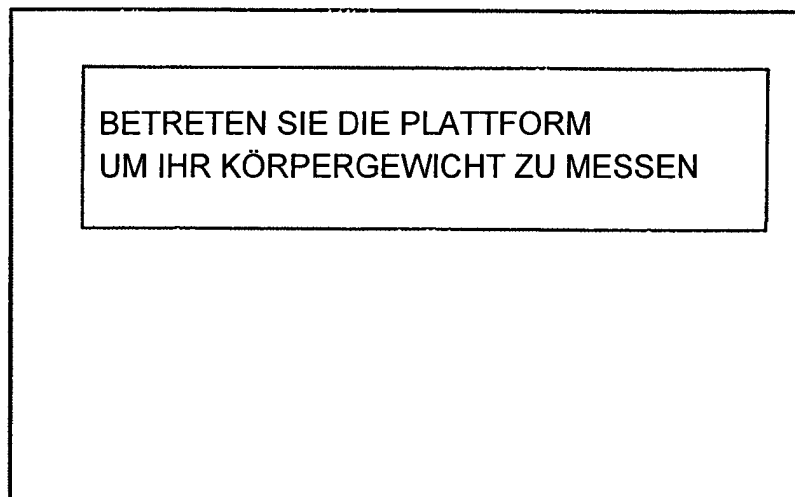 BETRETEN SIE DIE PLATTFORM
UM IHR KÖRPERGEWICHT ZU MESSEN